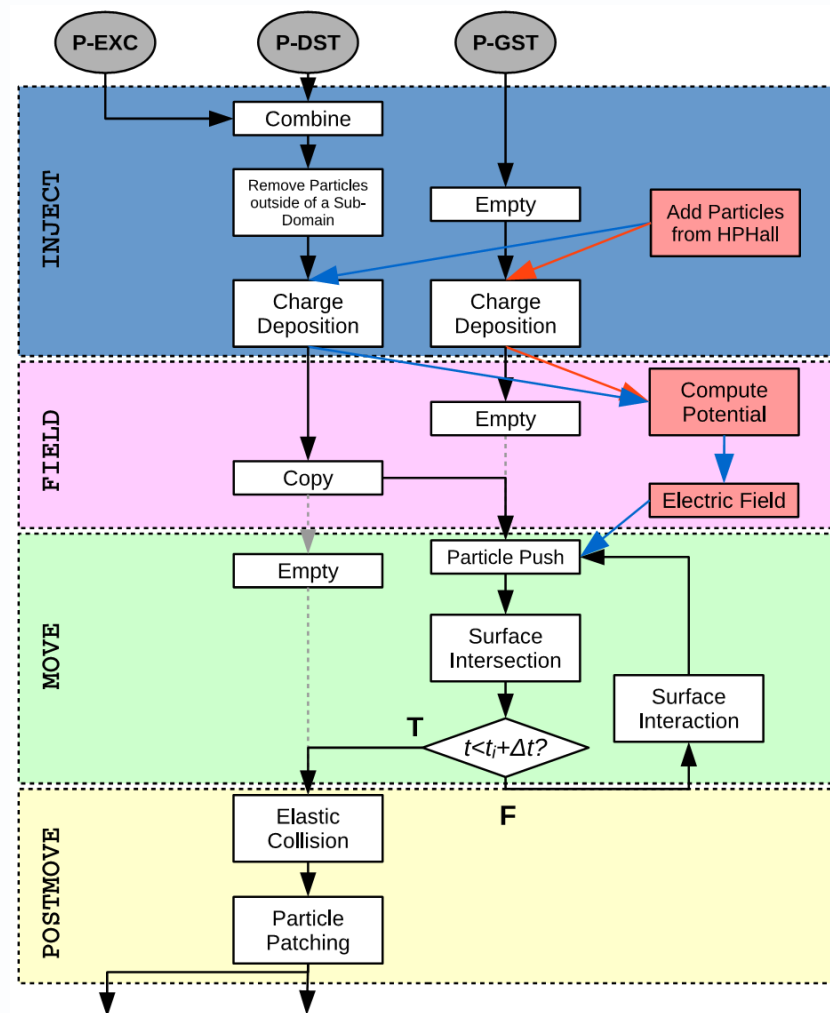 P-EXC
P-DST
P-GST
INJECT
Combine
Remove Particles
outside of a Sub-
Domain
Empty
Add Particles
from HPHall
Charge
Deposition
Charge
Deposition
FIELD
Empty
Compute
Potential
Copy
Electric Field
MOVE
Empty
Particle Push
Surface
Intersection
Surface
Interaction
T
t<tᵢ+Δt?
F
POSTMOVE
Elastic
Collision
Particle
Patching